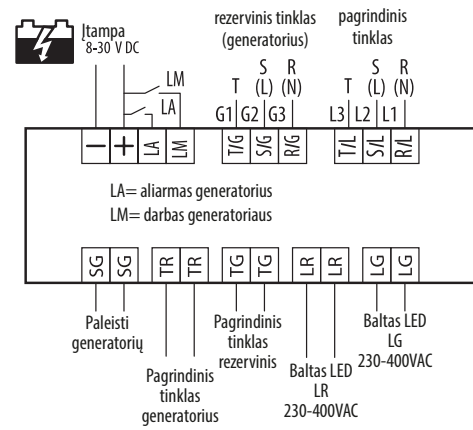 Įtampa
8-30 V DC
LM
LA
rezervinis tinklas
(generatorius)
pagrindinis
tinklas
T S (L) R (N)
T S (L) R (N)
G1 G2 G3
L3 L2 L1
— + LA LM
T/G S/G R/G
T/L S/L R/L
LA= aliarmas generatorius
LM= darbas generatoriaus
SG SG TR TR TG TG LR LR LG LG
Paleisti
generatorių
Pagrindinis
tinklas
generatorius
Pagrindinis
tinklas
rezervinis
Baltas LED
LR
230-400VAC
Baltas LED
LG
230-400VAC